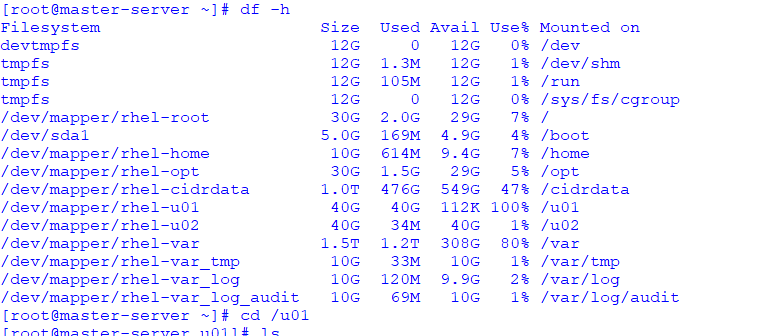 [root@master-server ~]# df -h
Filesystem Size Used Avail Use% Mounted on
devtmpfs 12G 0 12G 0% /dev
tmpfs 12G 1.3M 12G 1% /dev/shm
tmpfs 12G 105M 12G 1% /run
tmpfs 12G 0 12G 0% /sys/fs/cgroup
/dev/mapper/rhel-root 30G 2.0G 29G 7% /
/dev/sda1 5.0G 169M 4.9G 4% /boot
/dev/mapper/rhel-home 10G 614M 9.4G 7% /home
/dev/mapper/rhel-opt 30G 1.5G 29G 5% /opt
/dev/mapper/rhel-cidrdata 1.0T 476G 549G 47% /cidrdata
/dev/mapper/rhel-u01 40G 40G 112K 100% /u01
/dev/mapper/rhel-u02 40G 34M 40G 1% /u02
/dev/mapper/rhel-var 1.5T 1.2T 308G 80% /var
/dev/mapper/rhel-var_tmp 10G 33M 10G 1% /var/tmp
/dev/mapper/rhel-var_log 10G 120M 9.9G 2% /var/log
/dev/mapper/rhel-var_log_audit 10G 69M 10G 1% /var/log/audit
[root@master-server ~]# cd /u01
[root@master-server u01]# ls